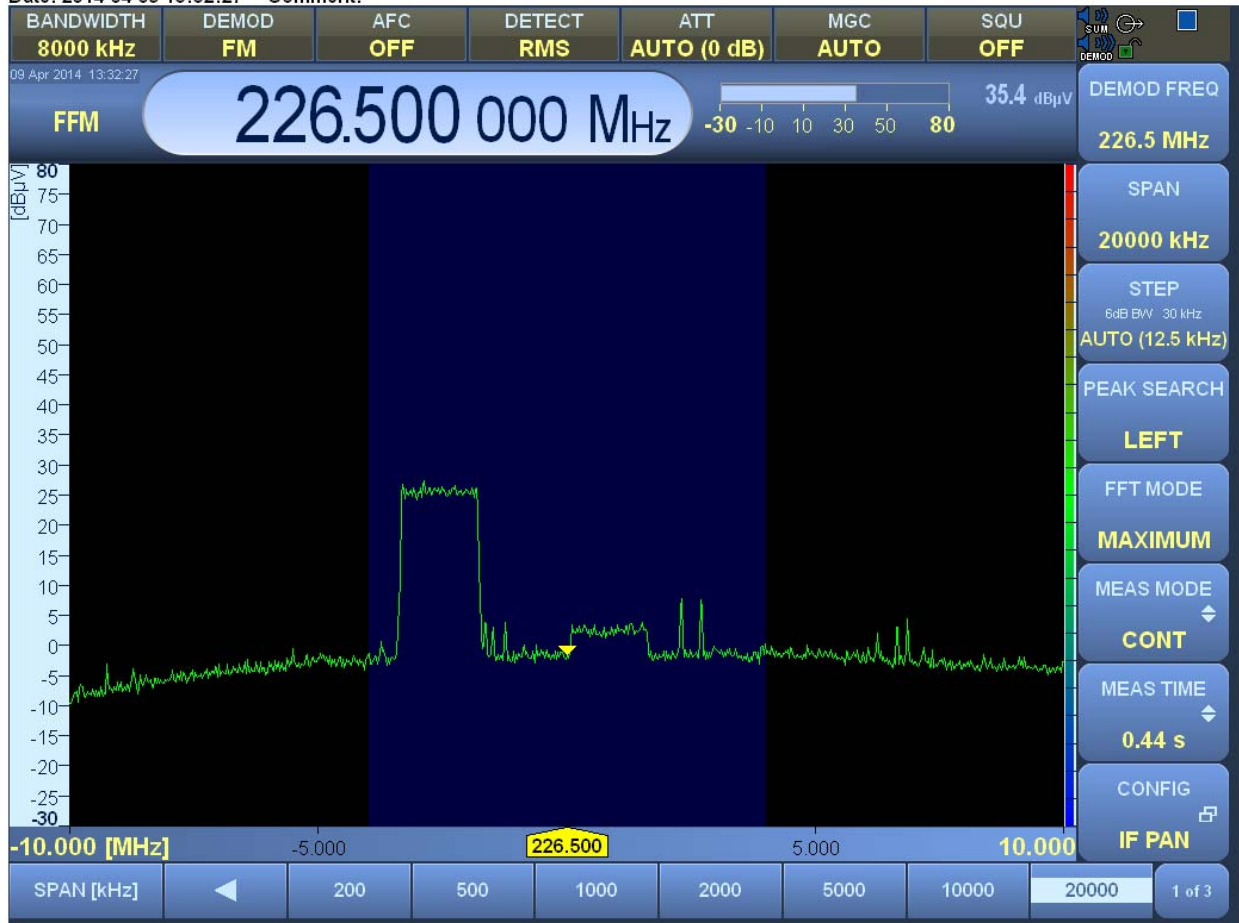 BANDWIDTH DEMOD AFC DETECT ATT MGC SQU
8000 kHz FM OFF RMS AUTO (0 dB) AUTO OFF
SUM
DEMOD
09 Apr 2014 13:32:27
FFM
226.500 000 MHz
-30 -10 10 30 50 80
35.4 dBµV
DEMOD FREQ
226.5 MHz
SPAN
20000 kHz
STEP
6dB BW 30 kHz
AUTO (12.5 kHz)
PEAK SEARCH
LEFT
FFT MODE
MAXIMUM
MEAS MODE
CONT
MEAS TIME
0.44 s
CONFIG
IF PAN
[dBµV]
80
75
70
65
60
55
50
45
40
35
30
25
20
15
10
5
0
-5
-10
-15
-20
-25
-30
-10.000 [MHz] -5.000 226.500 5.000 10.000
SPAN [kHz] 200 500 1000 2000 5000 10000 20000 1 of 3